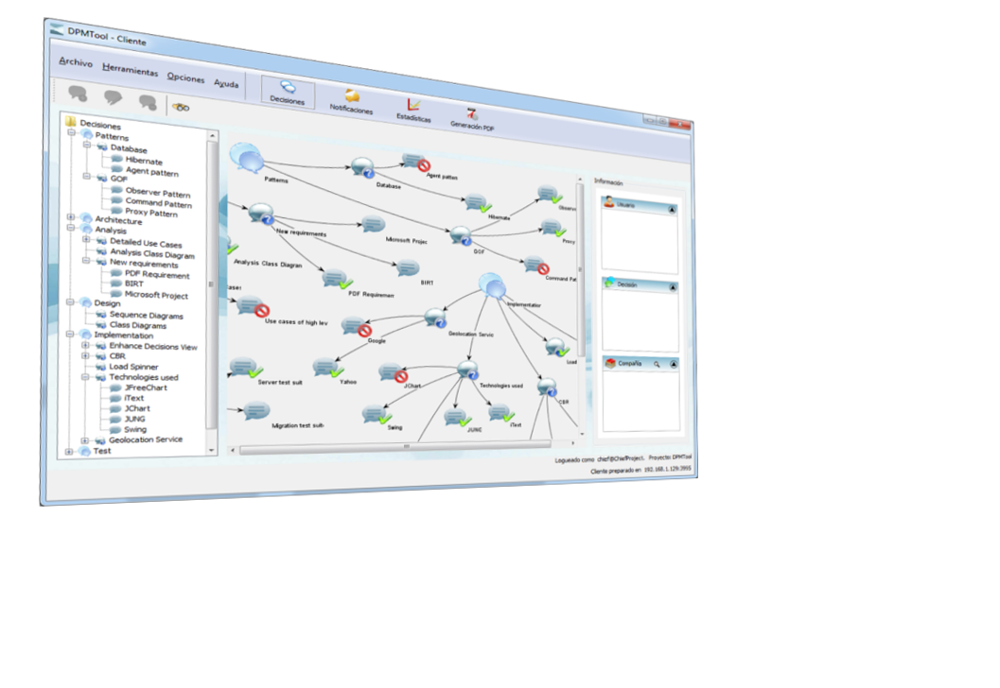 DPMTool - Cliente
Archivo Herramientas Opciones Ayuda
Decisiones
Notificaciones
Estadísticas
Generación PDF
Decisiones
Patterns
Database
Hibernate
Agent pattern
GOF
Observer Pattern
Command Pattern
Proxy Pattern
Architecture
Analysis
Detailed Use Cases
Analysis Class Diagram
New requirements
PDF Requirement
BIRT
Microsoft Project
Design
Sequence Diagrams
Class Diagrams
Implementation
Enhance Decisions View
CBR
Load Spinner
Technologies used
JFreeChart
iText
JChart
JUNG
Swing
Geolocation Service
Test
Patterns
Database
Agent patten
Hibernate
Observe
New requirements
Microsoft Projec
GOF
Proxy
Analysis Class Diagran
BIRT
Command Pat
PDF Requiremen
Implementatior
Use cases of high lev
Google
Geolocation Servic
Load
Server test suit
Yahoo
JChart
Technologies used
CBR
Migration test suit
Swing
JUNG
iText
Información
Usuario
Decisión
Compañía
Logueado como chief@ChiefProject. Proyecto: DPMTool
Cliente preparado en 192.168.1.129:3995